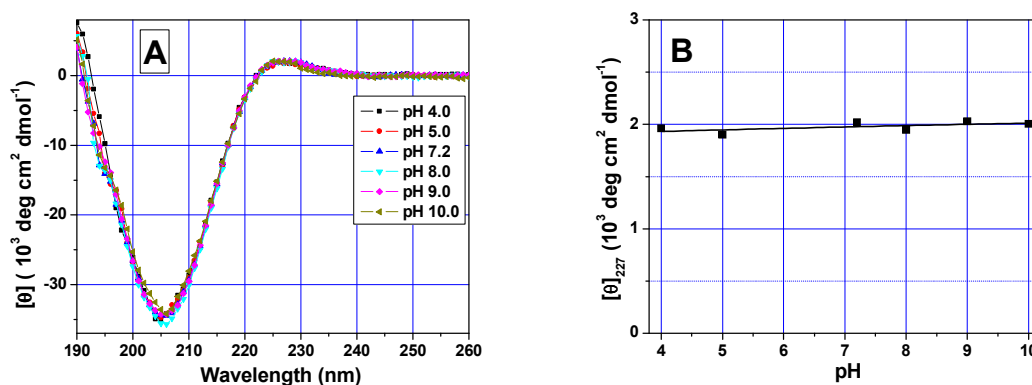 A
0
-10
-20
-30
[θ] ( 10³ deg cm² dmol⁻¹)
190 200 210 220 230 240 250 260
Wavelength (nm)
pH 4.0
pH 5.0
pH 7.2
pH 8.0
pH 9.0
pH 10.0
B
3
2
1
0
[θ]₂₂₇ (10³ deg cm² dmol⁻¹)
4 5 6 7 8 9 10
pH